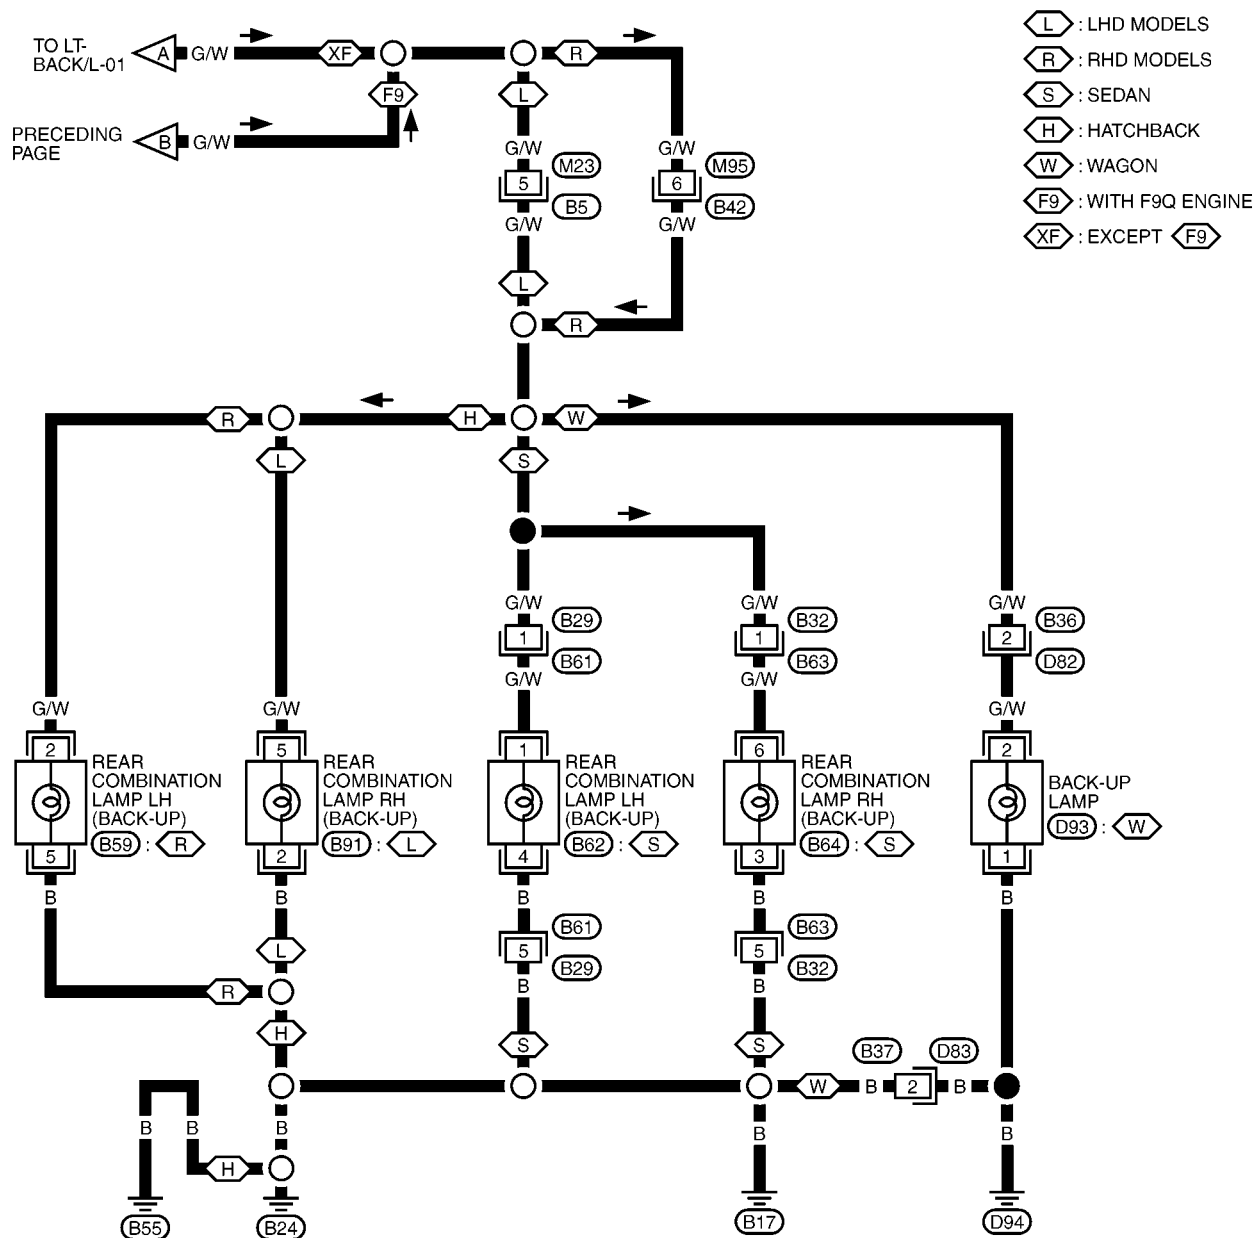 TO LT-
BACK/L-01
A
G/W
XF
R
L
F9
PRECEDING
PAGE
B
G/W
L : LHD MODELS
R : RHD MODELS
S : SEDAN
H : HATCHBACK
W : WAGON
F9 : WITH F9Q ENGINE
XF : EXCEPT F9
G/W
5
M23
B5
G/W
L
G/W
6
M95
B42
G/W
R
R
H
W
L
S
G/W
1
B29
B61
G/W
G/W
1
B32
B63
G/W
G/W
2
B36
D82
G/W
G/W
2
REAR
COMBINATION
LAMP LH
(BACK-UP)
B59 : R
5
B
G/W
5
REAR
COMBINATION
LAMP RH
(BACK-UP)
B91 : L
2
B
1
REAR
COMBINATION
LAMP LH
(BACK-UP)
B62 : S
4
B
6
REAR
COMBINATION
LAMP RH
(BACK-UP)
B64 : S
3
B
2
BACK-UP
LAMP
D93 : W
1
B
L
R
H
5
B61
B29
B
S
5
B63
B32
B
S
W
B
B37
2
D83
B
B
B
B
H
B
B
B55
B24
B17
D94